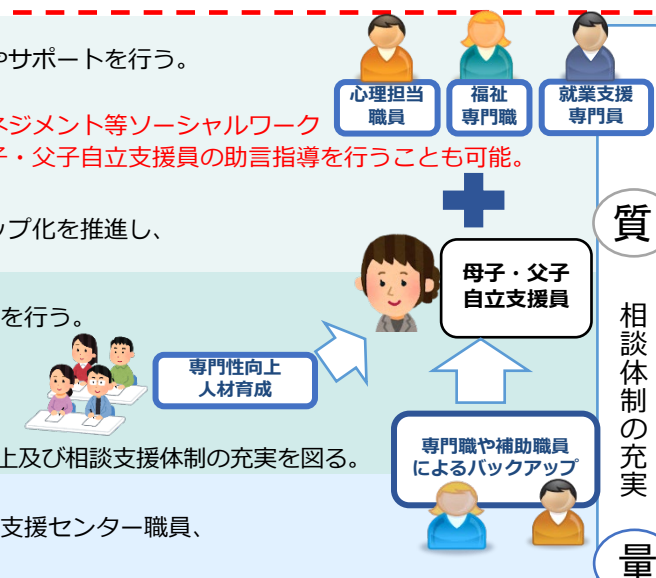 やサポートを行う。
心理担当
職員
福祉
専門職
就業支援
専門員
ネジメント等ソーシャルワーク
子・父子自立支援員の助言指導を行うことも可能。
質
ップ化を推進し、
母子・父子
自立支援員
を行う。
専門性向上
人材育成
相談体制の充実
専門職や補助職員
によるバックアップ
上及び相談支援体制の充実を図る。
支援センター職員、
量